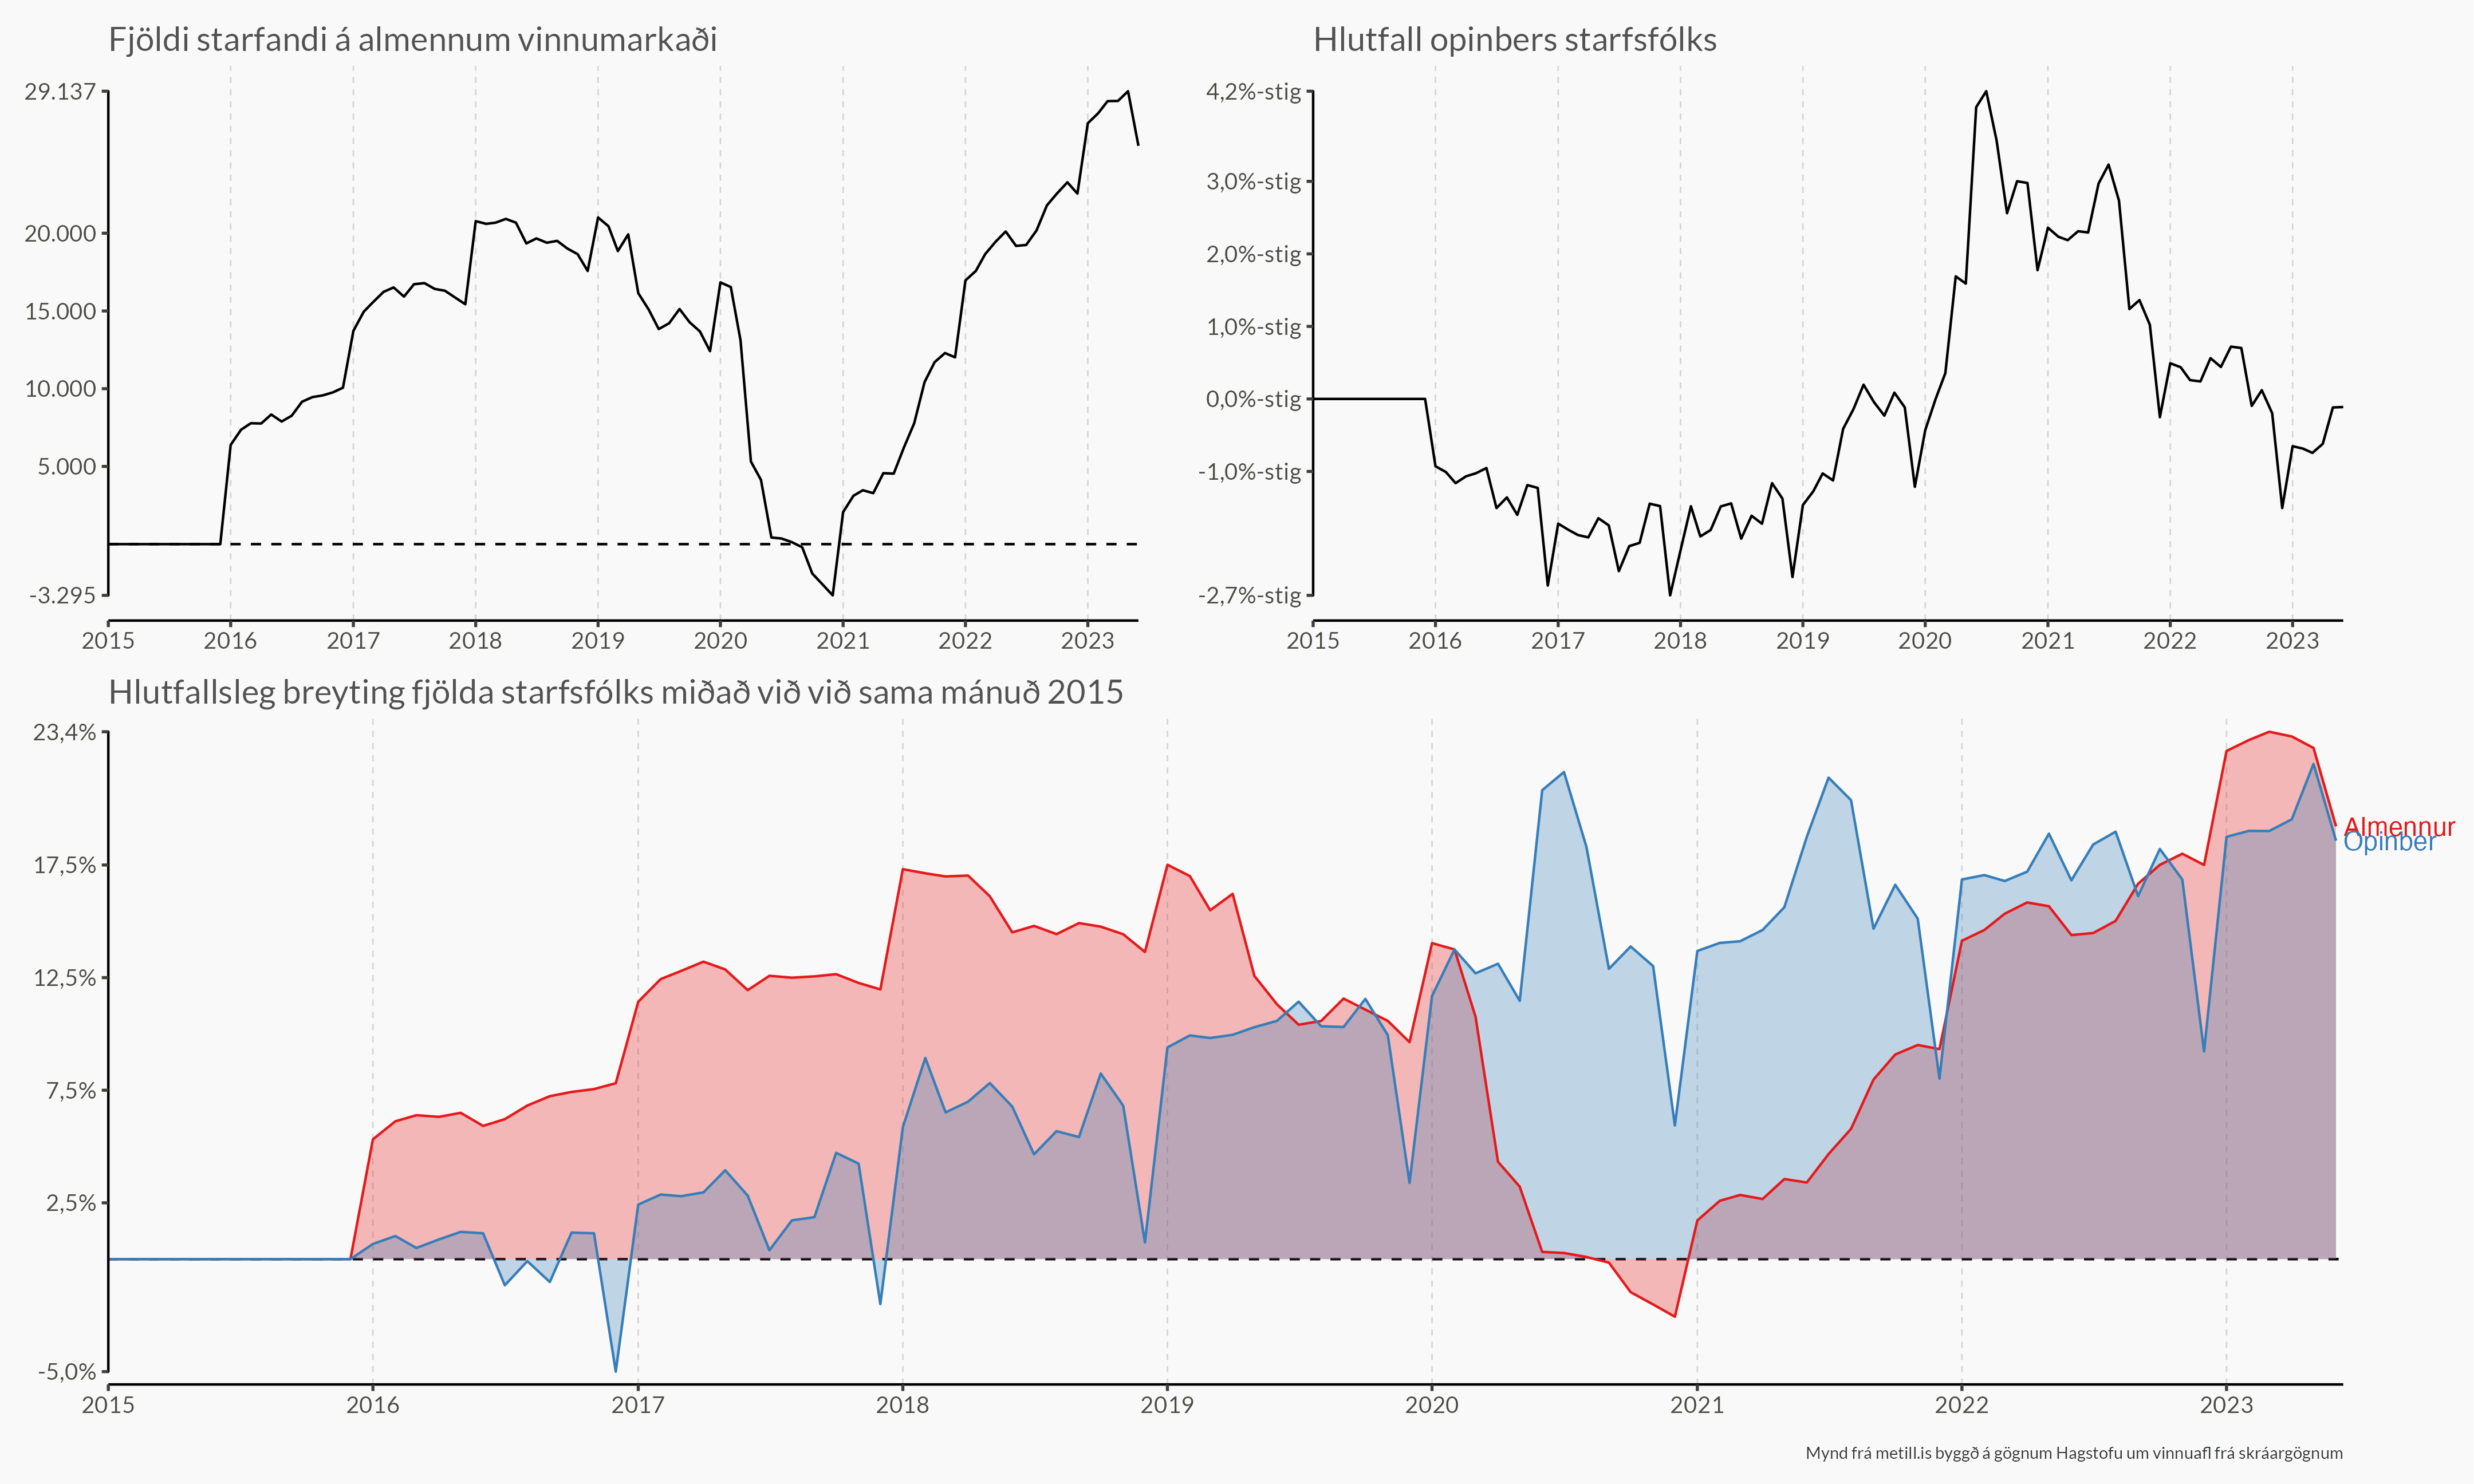 Fjöldi starfandi á almennum vinnumarkaði
29.137
20.000
15.000
10.000
5.000
-3.295
2015 2016 2017 2018 2019 2020 2021 2022 2023
Hlutfall opinbers starfsfólks
4,2%-stig
3,0%-stig
2,0%-stig
1,0%-stig
0,0%-stig
-1,0%-stig
-2,7%-stig
2015 2016 2017 2018 2019 2020 2021 2022 2023
Hlutfallsleg breyting fjölda starfsfólks miðað við við sama mánuð 2015
23,4%
17,5%
12,5%
7,5%
2,5%
-5,0%
Almennur
Opinber
2015 2016 2017 2018 2019 2020 2021 2022 2023
Mynd frá metill.is byggð á gögnum Hagstofu um vinnuafl frá skráargögnum